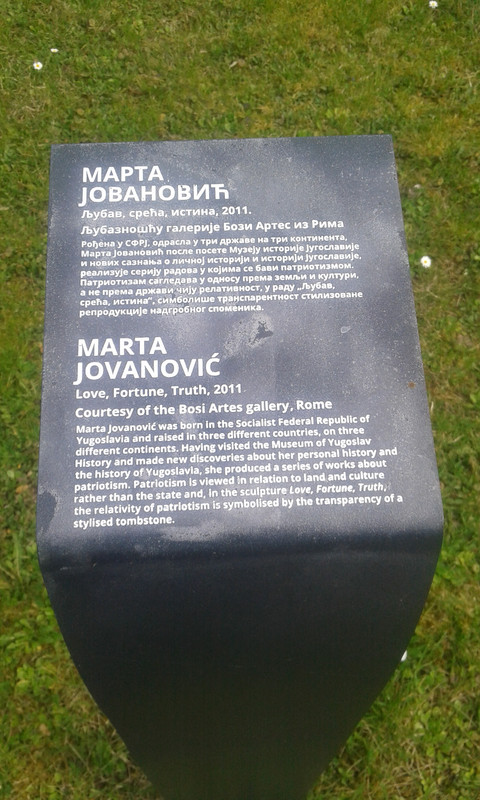 МАРТА
ЈОВАНОВИЋ
Љубав, срећа, истина, 2011.
Љубазношћу галерије Бози Артес из Рима
Рођена у СФРЈ, одрасла у три државе на три континента,
Марта Јовановић после посете Музеју историје Југославије
и нових сазнања о личној историји и историји Југославије,
реализује серију радова у којима се бави патриотизмом.
Патриотизам сагледава у односу према земљи и култури,
а не према држави чију релативност, у раду „Љубав,
срећа, истина“, симболише транспарентност стилизоване
репродукције надгробног споменика.
MARTA
JOVANOVIĆ
Love, Fortune, Truth, 2011
Courtesy of the Bosi Artes gallery, Rome
Marta Jovanović was born in the Socialist Federal Republic of
Yugoslavia and raised in three different countries, on three
different continents. Having visited the Museum of Yugoslav
History and made new discoveries about her personal history and
the history of Yugoslavia, she produced a series of works about
patriotism. Patriotism is viewed in relation to land and culture
rather than the state and, in the sculpture Love, Fortune, Truth,
the relativity of patriotism is symbolised by the transparency of a
stylised tombstone.